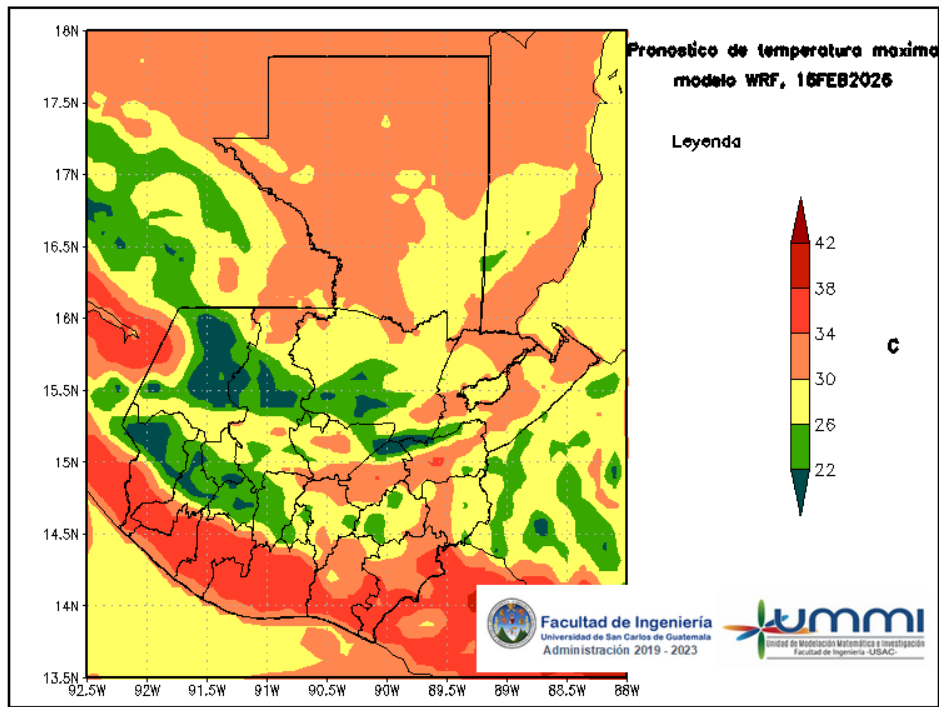 Pronostico de temperatura maxima
modelo WRF, 16FEB2026
Leyenda
42
38
34
30
26
22
C
18N
17.5N
17N
16.5N
16N
15.5N
15N
14.5N
14N
13.5N
92.5W
92W
91.5W
91W
90.5W
90W
89.5W
89W
88.5W
88W
Facultad de Ingeniería
Universidad de San Carlos de Guatemala
Administración 2019 - 2023
UMMI
Unidad de Modelación Matemática e Investigación
Facultad de Ingeniería -USAC-